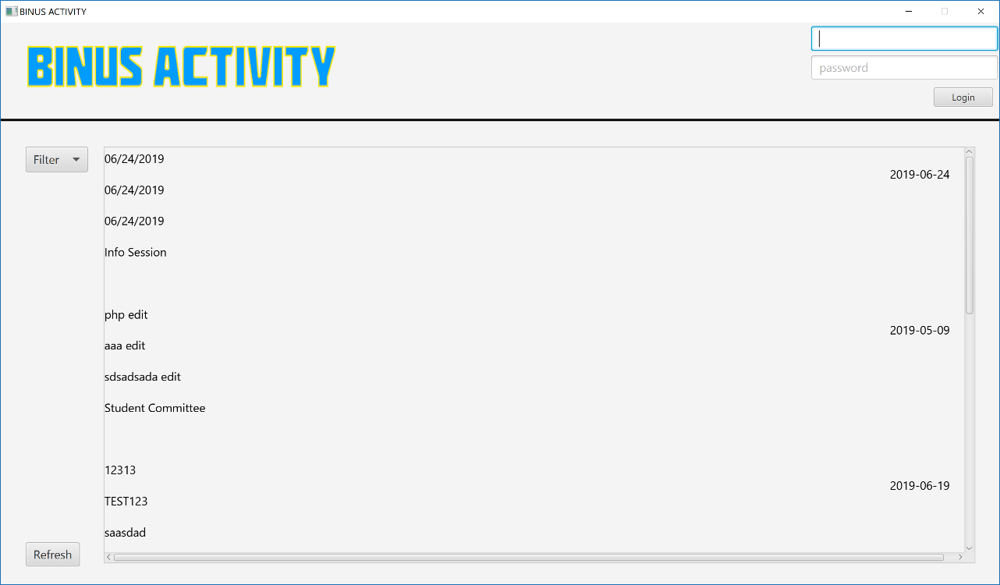 BINUS ACTIVITY
BINUS ACTIVITY
password
Login
Filter
06/24/2019
2019-06-24
06/24/2019
06/24/2019
Info Session
php edit
2019-05-09
aaa edit
sdsadsada edit
Student Committee
12313
2019-06-19
TEST123
saasdad
Refresh